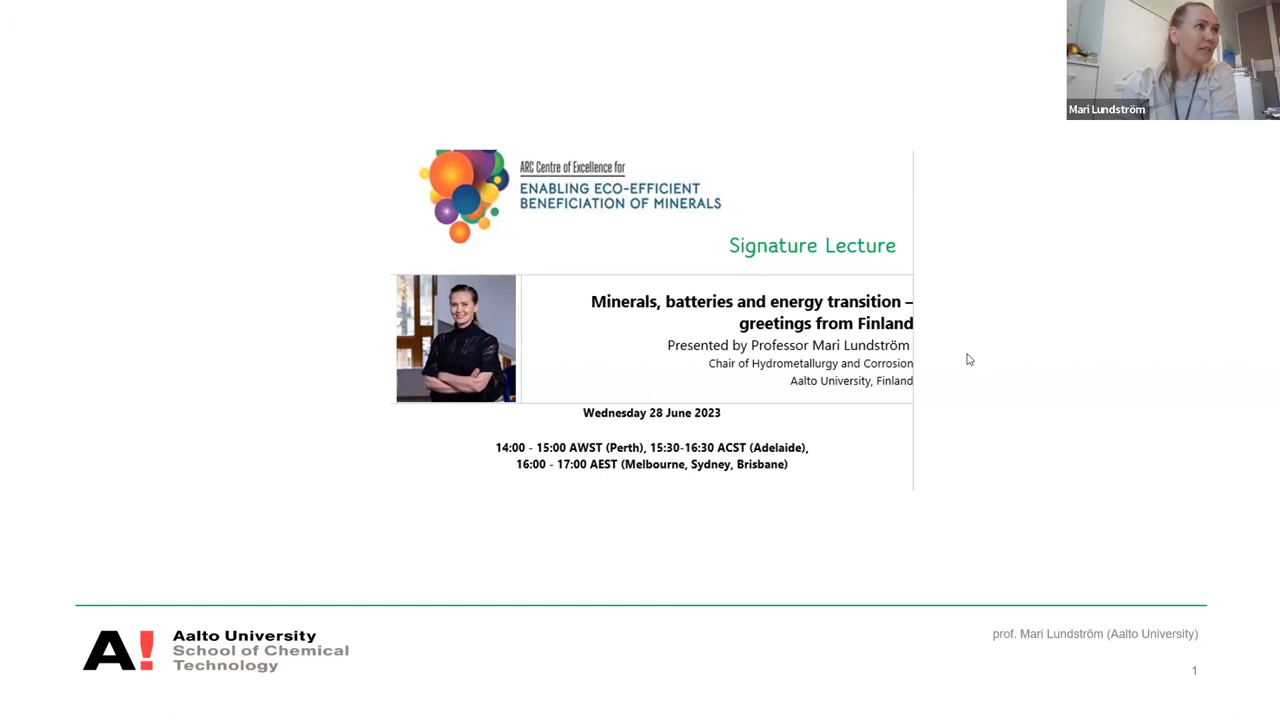 Mari Lundström
ARC Centre of Excellence for
ENABLING ECO-EFFICIENT
BENEFICIATION OF MINERALS
Signature Lecture
Minerals, batteries and energy transition –
greetings from Finland
Presented by Professor Mari Lundström
Chair of Hydrometallurgy and Corrosion
Aalto University, Finland
Wednesday 28 June 2023
14:00 - 15:00 AWST (Perth), 15:30-16:30 ACST (Adelaide),
16:00 - 17:00 AEST (Melbourne, Sydney, Brisbane)
A!
Aalto University
School of Chemical
Technology
prof. Mari Lundström (Aalto University)
1